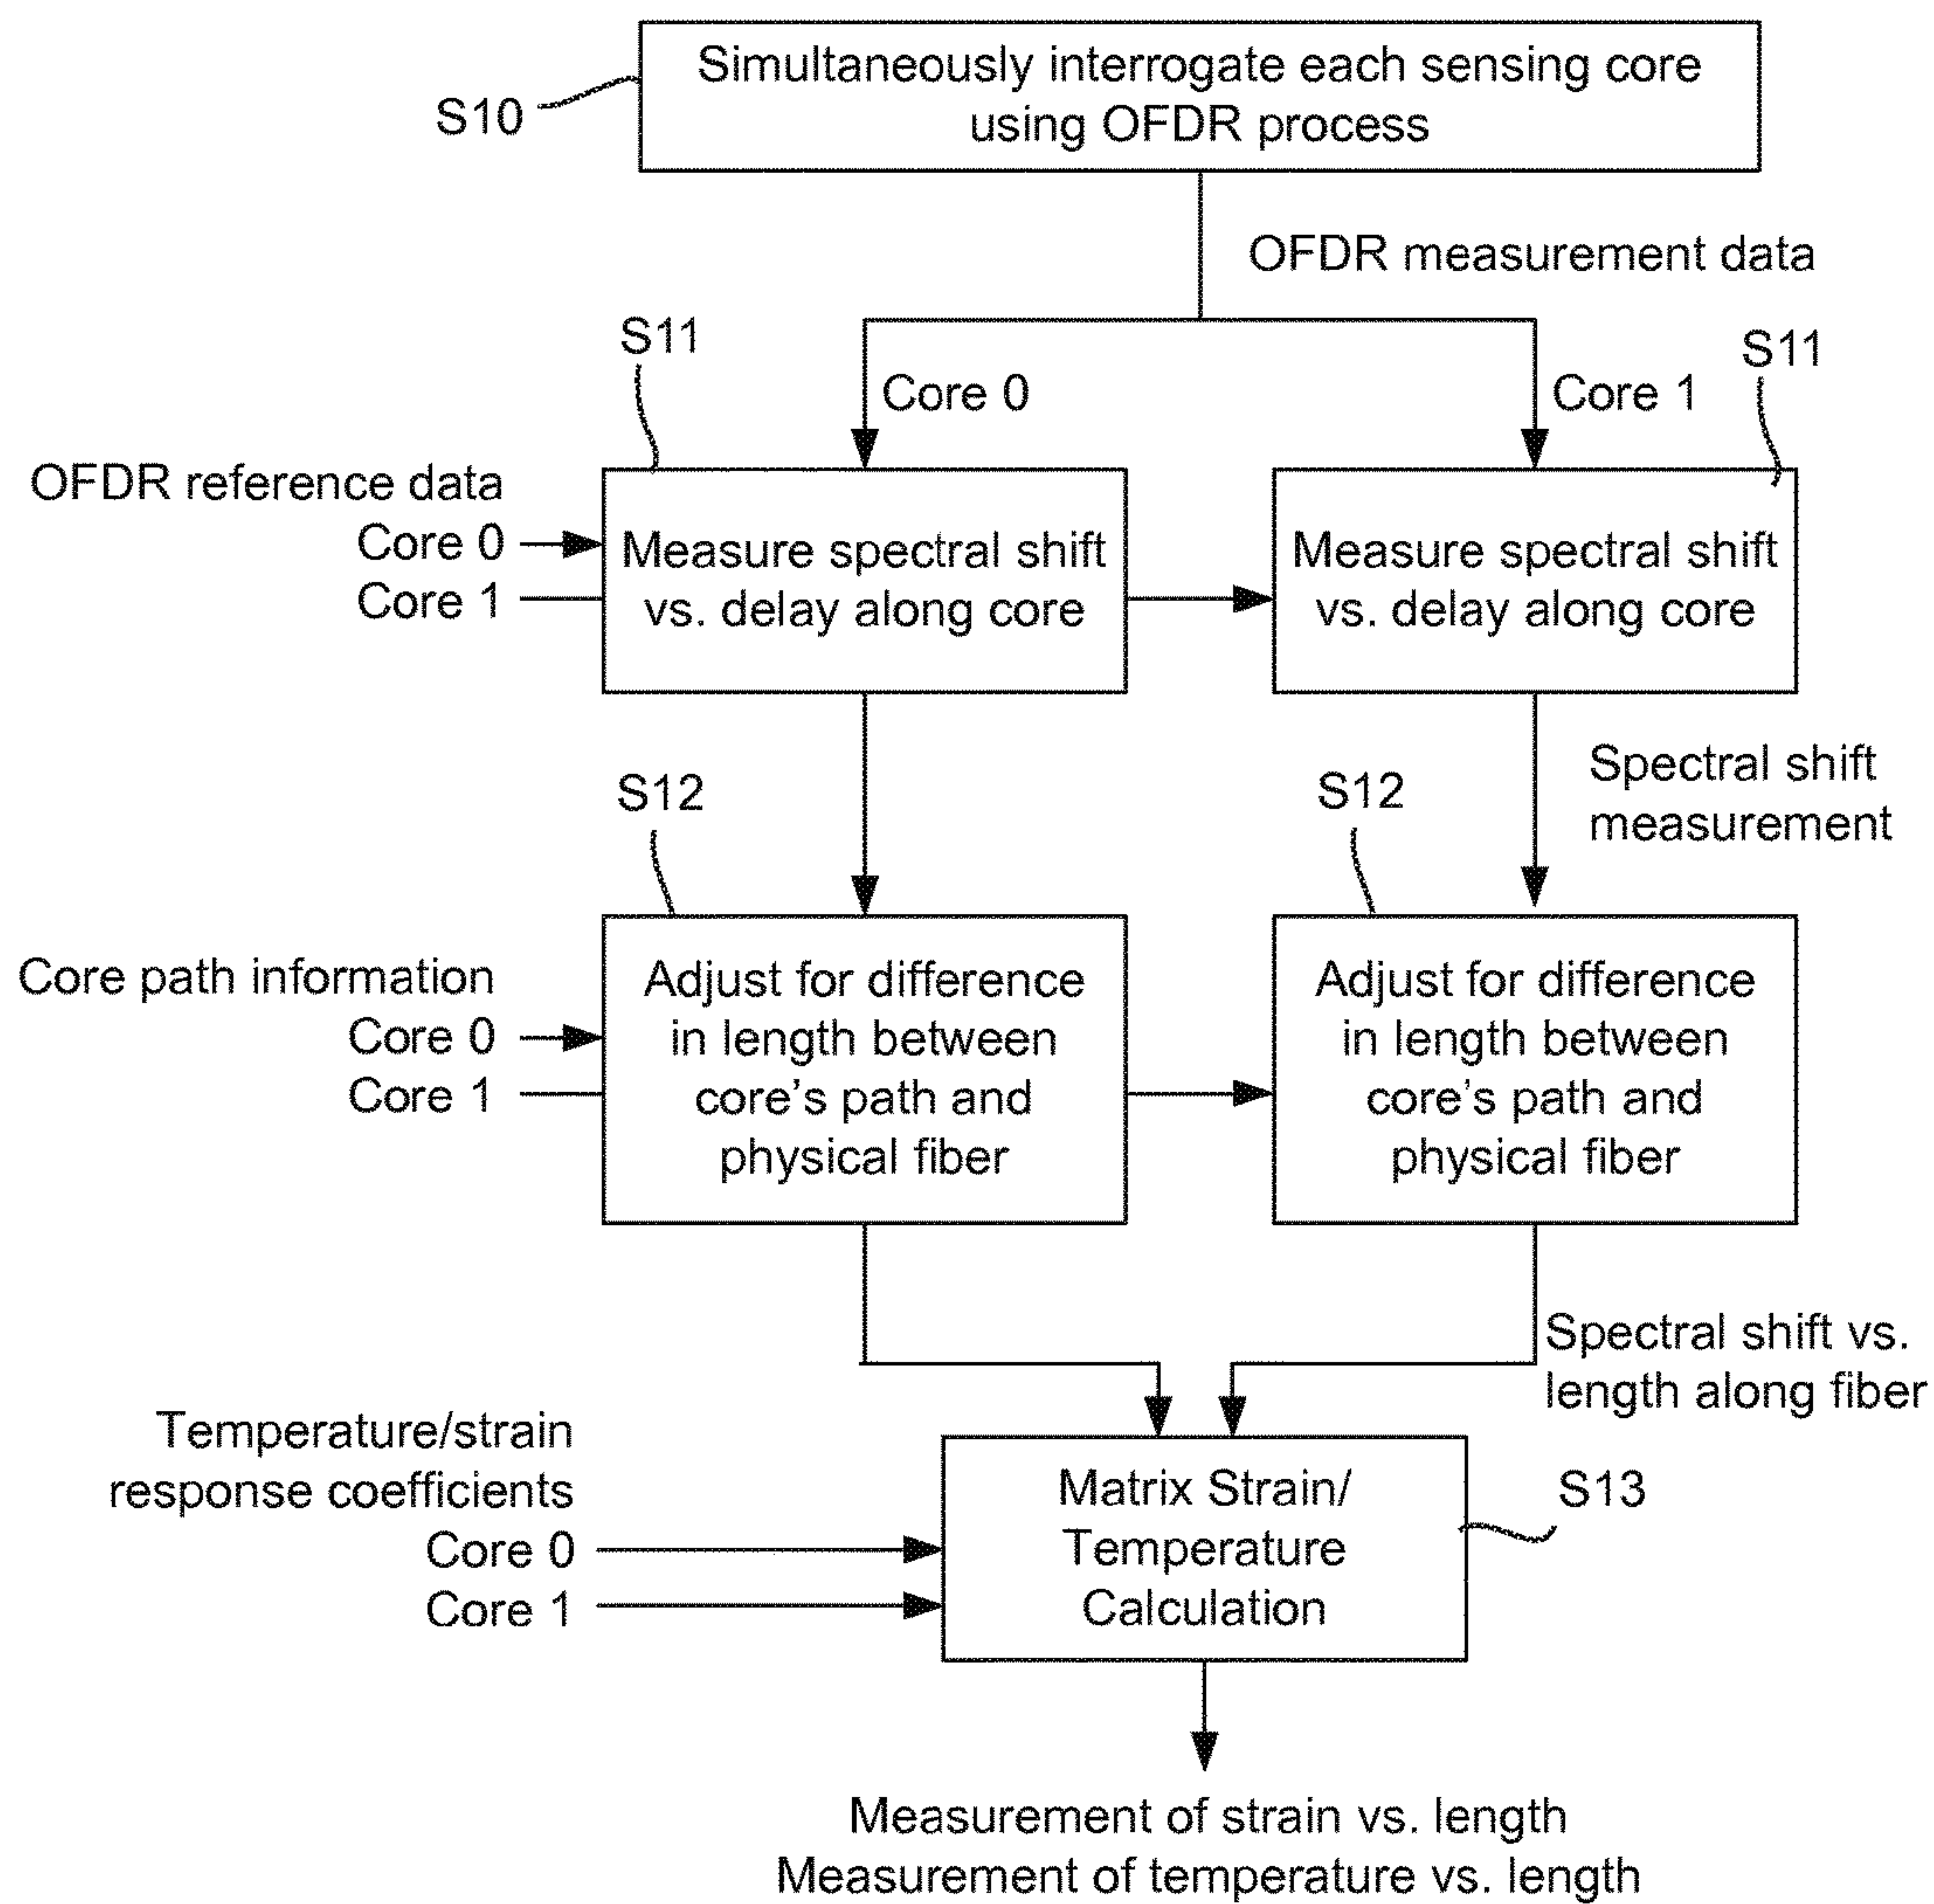 Simultaneously interrogate each sensing core
using OFDR process
S10
OFDR measurement data
S11
S11
Core 0
Core 1
OFDR reference data
Core 0
Core 1
Measure spectral shift
vs. delay along core
Measure spectral shift
vs. delay along core
Spectral shift
measurement
S12
S12
Core path information
Core 0
Core 1
Adjust for difference
in length between
core's path and
physical fiber
Adjust for difference
in length between
core's path and
physical fiber
Spectral shift vs.
length along fiber
Temperature/strain
response coefficients
Core 0
Core 1
Matrix Strain/
Temperature
Calculation
S13
Measurement of strain vs. length
Measurement of temperature vs. length